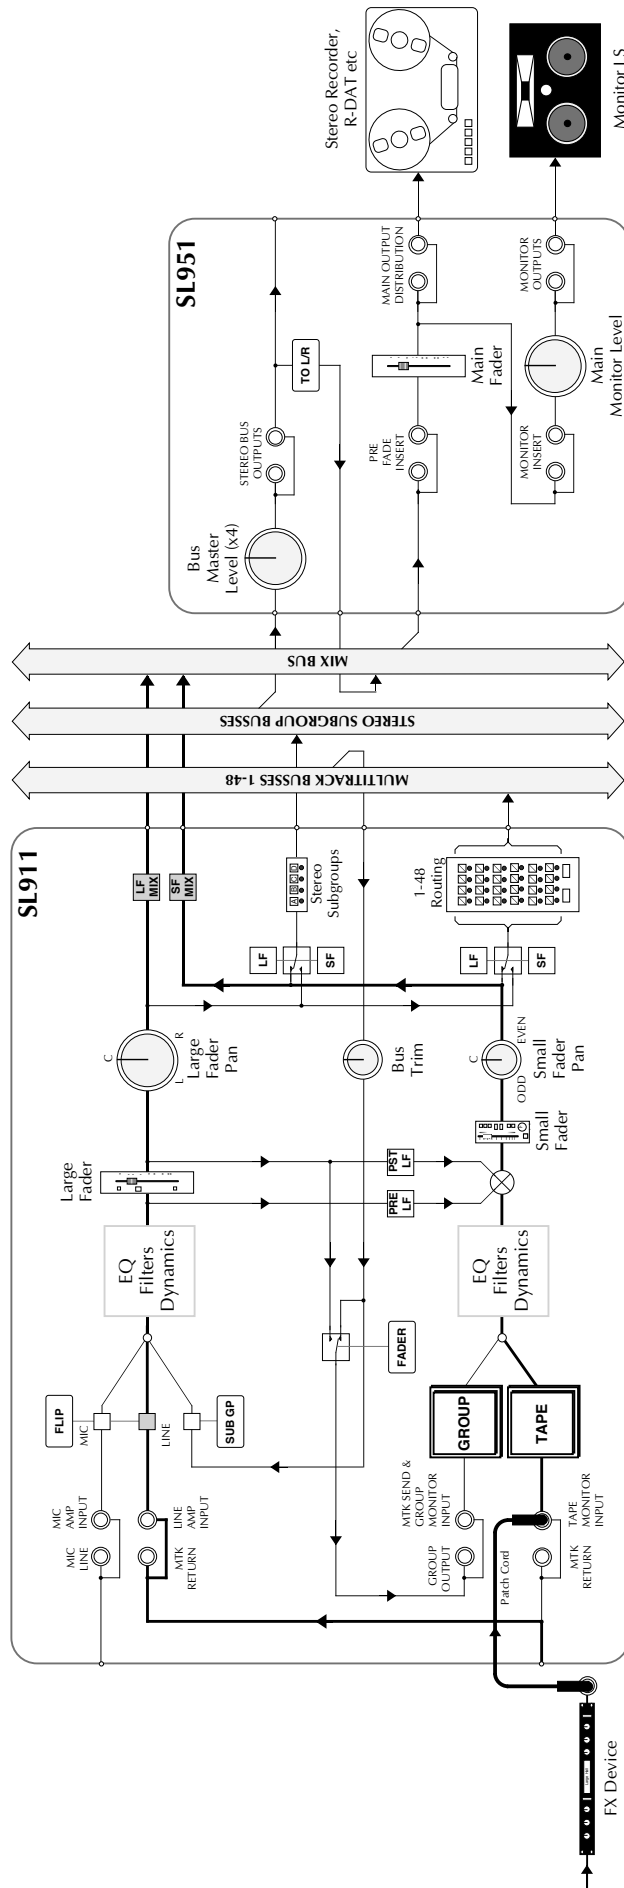 SL911
SL951
FLIP
MIC
LINE
SUB GP
MIC
LINE
MIC
AMP
INPUT
MTK
RETURN
LINE AMP
INPUT
EQ
Filters
Dynamics
Large
Fader
C
L
R
Large
Fader
Pan
LF
MIX
SF
MIX
LF
SF
A B C D
Stereo
Subgroups
FADER
PRE
LF
PST
LF
Bus
Trim
GROUP
OUTPUT
MTK SEND &
GROUP
MONITOR
INPUT
GROUP
TAPE
Patch Cord
MTK
RETURN
TAPE
MONITOR
INPUT
EQ
Filters
Dynamics
Small
Fader
C
ODD
EVEN
Small
Fader
Pan
LF
SF
1-48
Routing
FX Device
MULTITRACK BUSSES 1-48
STEREO SUBGROUP BUSSES
MIX BUS
Bus
Master
Level (x4)
STEREO BUS
OUTPUTS
TO L/R
PRE
FADE
INSERT
Main
Fader
MAIN OUTPUT
DISTRIBUTION
MONITOR
INSERT
Main
Monitor Level
MONITOR
OUTPUTS
Stereo Recorder,
R-DAT etc
Monitor LS